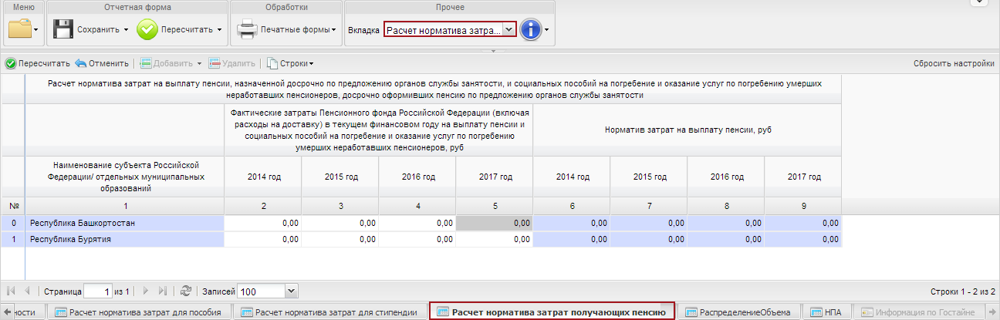 Меню
Отчетная форма
Обработки
Прочее
Сохранить
Пересчитать
Печатные формы
Вкладка
Расчет норматива затра...
Пересчитать
Отменить
Добавить
Удалить
Строки
Сбросить настройки
Расчет норматива затрат на выплату пенсии, назначенной досрочно по предложению органов службы занятости, и социальных пособий на погребение и оказание услуг по погребению умерших
неработавших пенсионеров, досрочно оформивших пенсию по предложению органов службы занятости
Фактические затраты Пенсионного фонда Российской Федерации (включая
расходы на доставку) в текущем финансовом году на выплату пенсии и
социальных пособий на погребение и оказание услуг по погребению
умерших неработавших пенсионеров, руб
Норматив затрат на выплату пенсии, руб
Наименование субъекта Российской
Федерации/ отдельных муниципальных
образований
2014 год 2015 год 2016 год 2017 год 2014 год 2015 год 2016 год 2017 год
№ 1 2 3 4 5 6 7 8 9
0 Республика Башкортостан 0,00 0,00 0,00 0,00 0,00 0,00 0,00 0,00
1 Республика Бурятия 0,00 0,00 0,00 0,00 0,00 0,00 0,00 0,00
Страница 1 из 1 Записей 100 Строки 1 - 2 из 2
ности
Расчет норматива затрат для пособия
Расчет норматива затрат для стипендии
Расчет норматива затрат получающих пенсию
РаспределениеОбъема
НПА
Информация по Гостайне